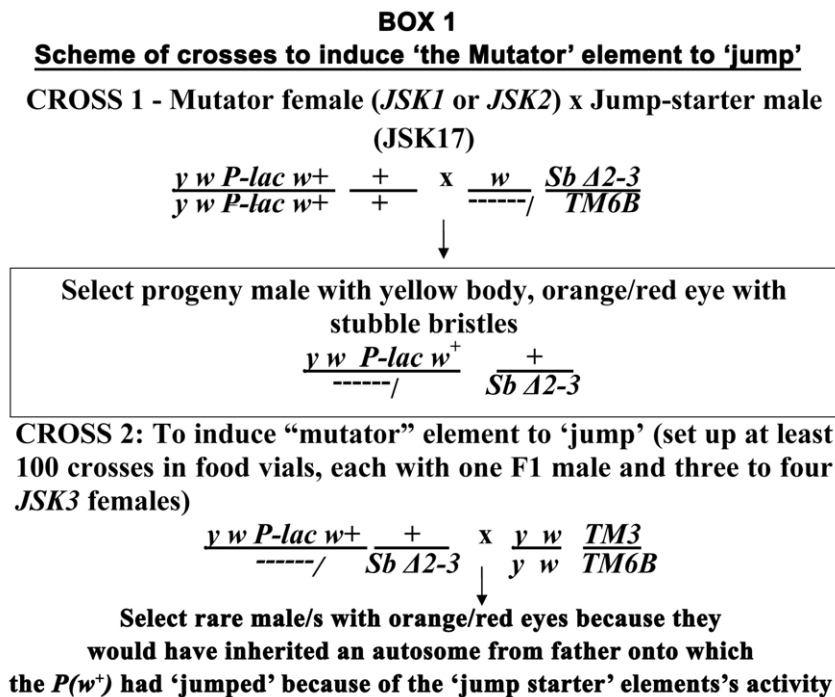 BOX 1
Scheme of crosses to induce ‘the Mutator’ element to ‘jump’
CROSS 1 - Mutator female (JSK1 or JSK2) x Jump-starter male
(JSK17)
y w P-lac w+ + x w Sb Δ2-3
y w P-lac w+ + ------/ TM6B
Select progeny male with yellow body, orange/red eye with
stubble bristles
y w P-lac w+ +
------/ Sb Δ2-3
CROSS 2: To induce “mutator” element to ‘jump’ (set up at least
100 crosses in food vials, each with one F1 male and three to four
JSK3 females)
y w P-lac w+ + x y w TM3
------/ Sb Δ2-3 y w TM6B
Select rare male/s with orange/red eyes because they
would have inherited an autosome from father onto which
the P(w+) had ‘jumped’ because of the ‘jump starter’ elements’s activity